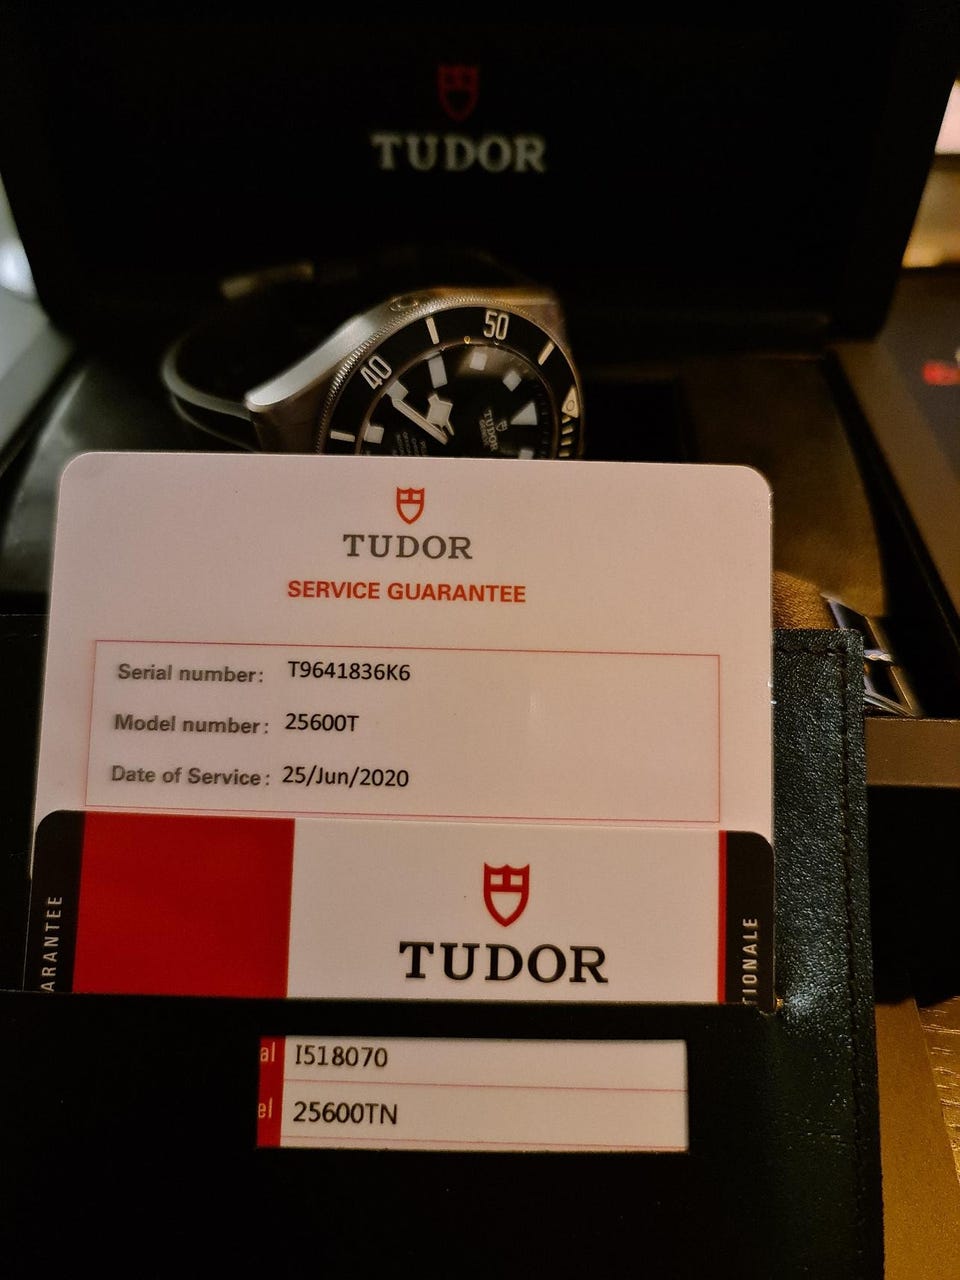 TUDOR
50
40
TUDOR
TUDOR
SERVICE GUARANTEE
Serial number: T9641836K6
Model number: 25600T
Date of Service: 25/Jun/2020
ARANTEE
TUDOR
TIONALE
al I518070
el 25600TN